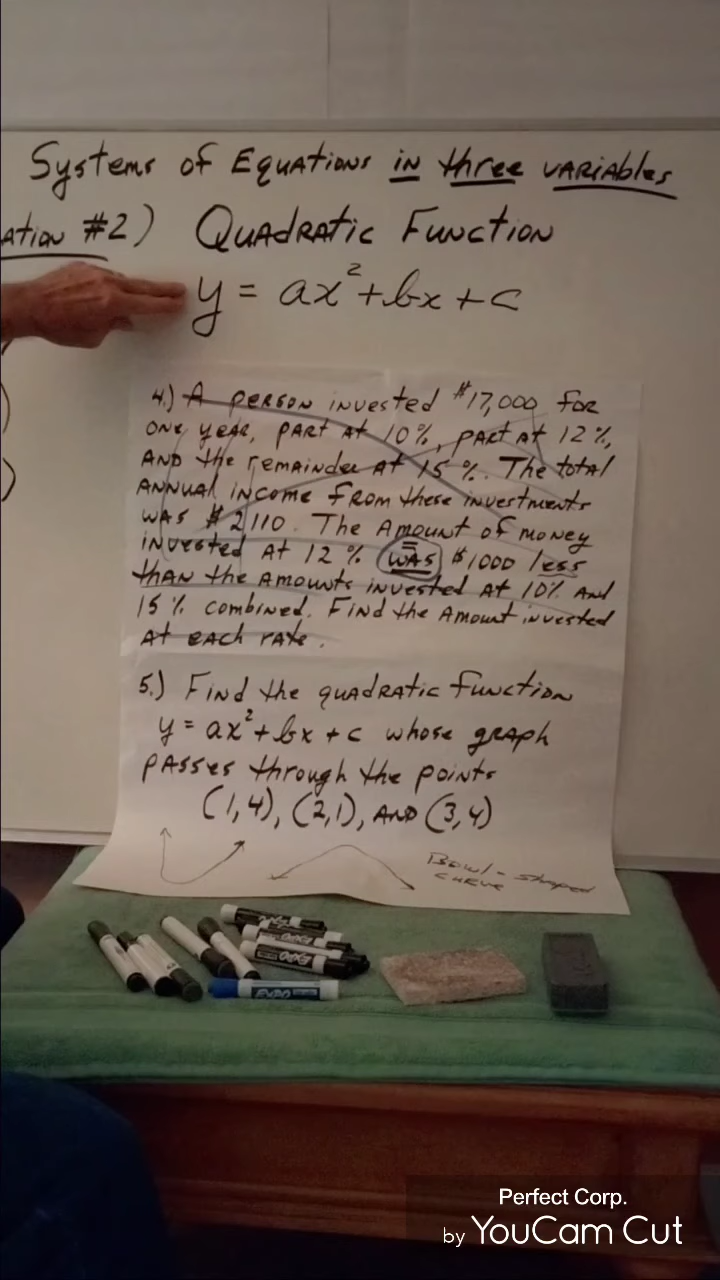 Systems of Equations in three variables
ation #2) Quadratic Function
y = ax² + bx + c
4.) A person invested $17,000 for
one year, part at 10%, part at 12%,
and the remainder at 15%. The total
annual income from these investments
was $2110. The amount of money
invested at 12% was $1000 less
than the amounts invested at 10% and
15% combined. Find the amount invested
at each rate.
5.) Find the quadratic function
y = ax² + bx + c whose graph
passes through the points
(1,4), (2,1), and (3,4)
Bowl-shaped
curve
EXPO
Perfect Corp.
by YouCam Cut